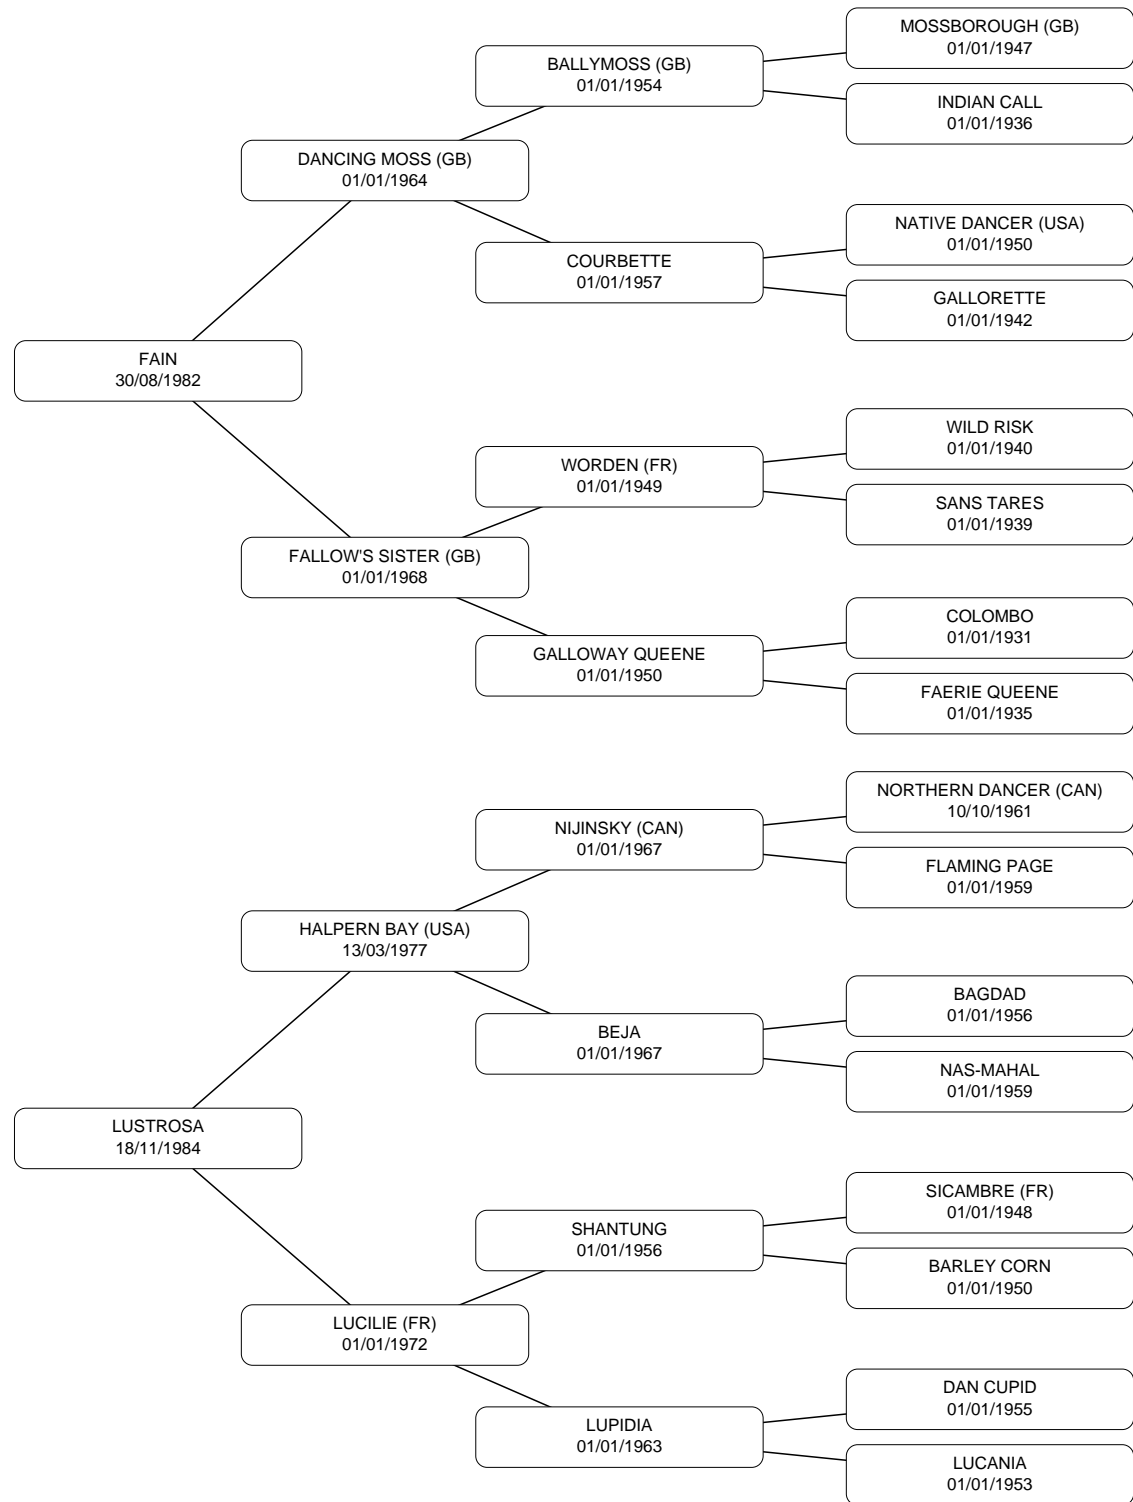 MOSSBOROUGH (GB)
01/01/1947
BALLYMOSS (GB)
01/01/1954
INDIAN CALL
01/01/1936
DANCING MOSS (GB)
01/01/1964
NATIVE DANCER (USA)
01/01/1950
COURBETTE
01/01/1957
GALLORETTE
01/01/1942
FAIN
30/08/1982
WILD RISK
01/01/1940
WORDEN (FR)
01/01/1949
SANS TARES
01/01/1939
FALLOW'S SISTER (GB)
01/01/1968
COLOMBO
01/01/1931
GALLOWAY QUEENE
01/01/1950
FAERIE QUEENE
01/01/1935
NORTHERN DANCER (CAN)
10/10/1961
NIJINSKY (CAN)
01/01/1967
FLAMING PAGE
01/01/1959
HALPERN BAY (USA)
13/03/1977
BAGDAD
01/01/1956
BEJA
01/01/1967
NAS-MAHAL
01/01/1959
LUSTROSA
18/11/1984
SICAMBRE (FR)
01/01/1948
SHANTUNG
01/01/1956
BARLEY CORN
01/01/1950
LUCILIE (FR)
01/01/1972
DAN CUPID
01/01/1955
LUPIDIA
01/01/1963
LUCANIA
01/01/1953